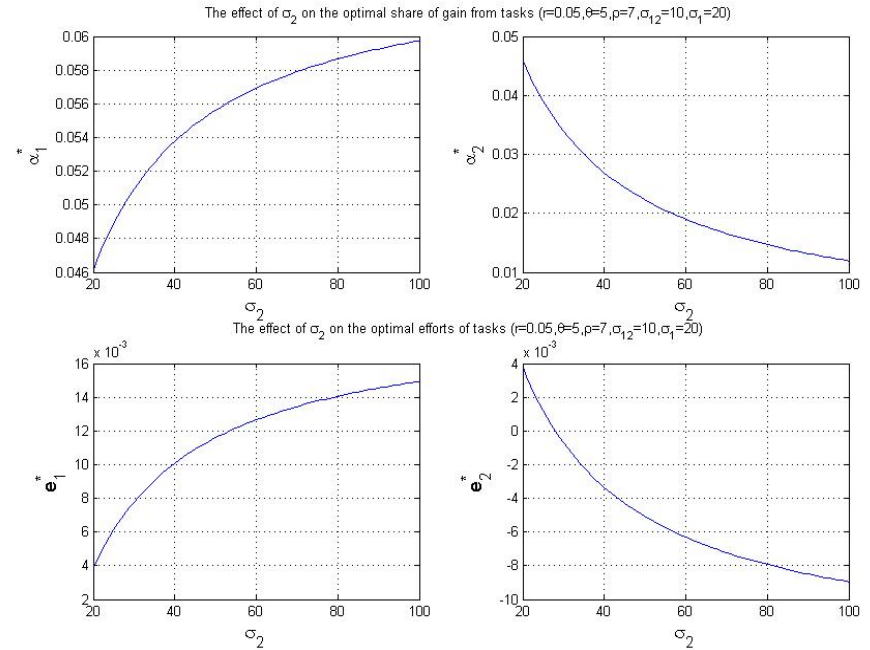 The effect of σ₂ on the optimal share of gain from tasks (r=0.05,θ=5,ρ=7,σ₁₂=10,σ₁=20)
0.06
0.058
0.056
0.054
0.052
0.05
0.048
0.046
α₁*
20 40 60 80 100
σ₂
0.05
0.04
0.03
0.02
0.01
α₂*
20 40 60 80 100
σ₂
The effect of σ₂ on the optimal efforts of tasks (r=0.05,θ=5,ρ=7,σ₁₂=10,σ₁=20)
x 10⁻³
16
14
12
10
8
6
4
2
e₁*
20 40 60 80 100
σ₂
x 10⁻³
4
2
0
-2
-4
-6
-8
-10
e₂*
20 40 60 80 100
σ₂